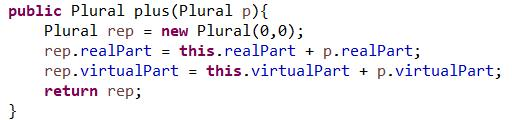 public Plural plus(Plural p){
    Plural rep = new Plural(0,0);
    rep.realPart = this.realPart + p.realPart;
    rep.virtualPart = this.virtualPart + p.virtualPart;
    return rep;
}